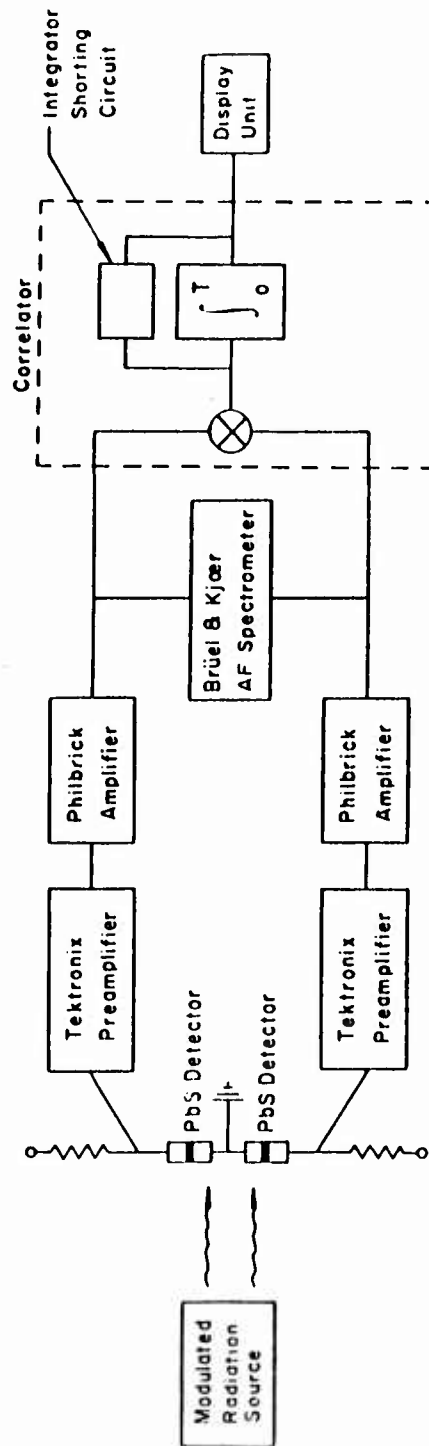 Modulated
Radiation
Source
PbS Detector
PbS Detector
Tektronix
Preamplifier
Tektronix
Preamplifier
Philbrick
Amplifier
Philbrick
Amplifier
Brüel & Kjær
AF Spectrometer
Correlator
∫ T 0
Integrator
Shorting
Circuit
Display
Unit